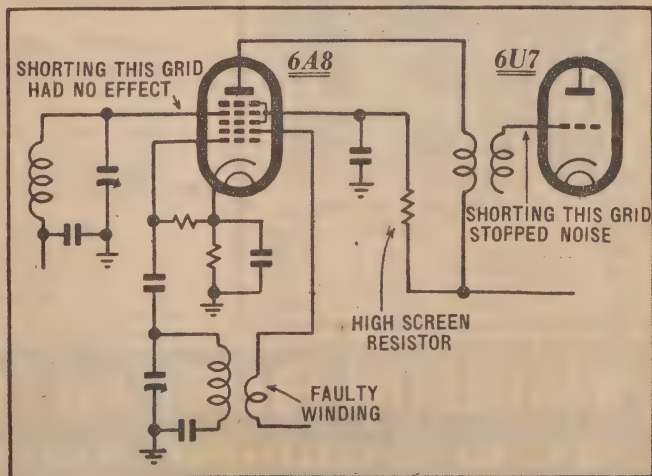 SHORTING THIS GRID
HAD NO EFFECT
6A8
6U7
SHORTING THIS GRID
STOPPED NOISE
HIGH SCREEN
RESISTOR
FAULTY
WINDING